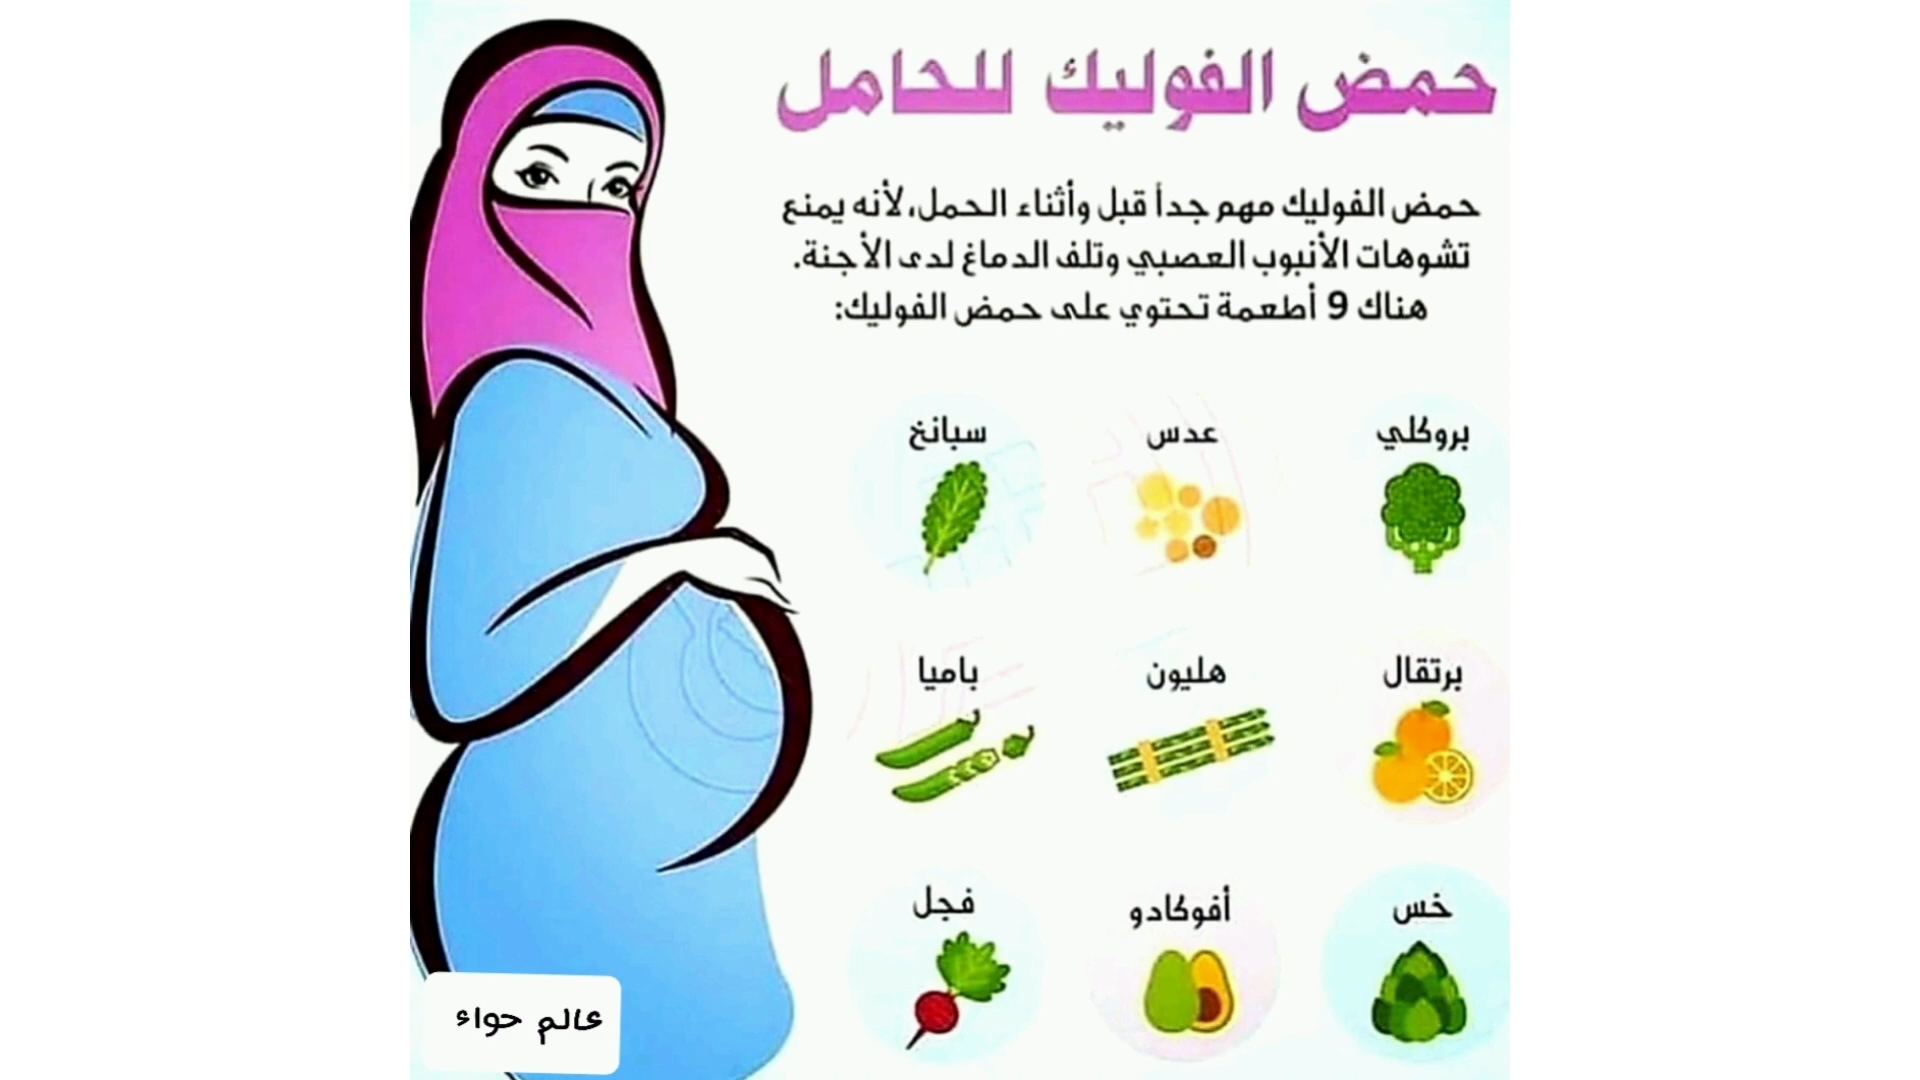 حمض الفوليك للحامل
حمض الفوليك مهم جداً قبل وأثناء الحمل، لأنه يمنع
تشوهات الأنبوب العصبي وتلف الدماغ لدى الأجنة.
هناك 9 أطعمة تحتوي على حمض الفوليك:
بروكلي عدس سبانخ
برتقال هليون باميا
خس أفوكادو فجل
عالم حواء